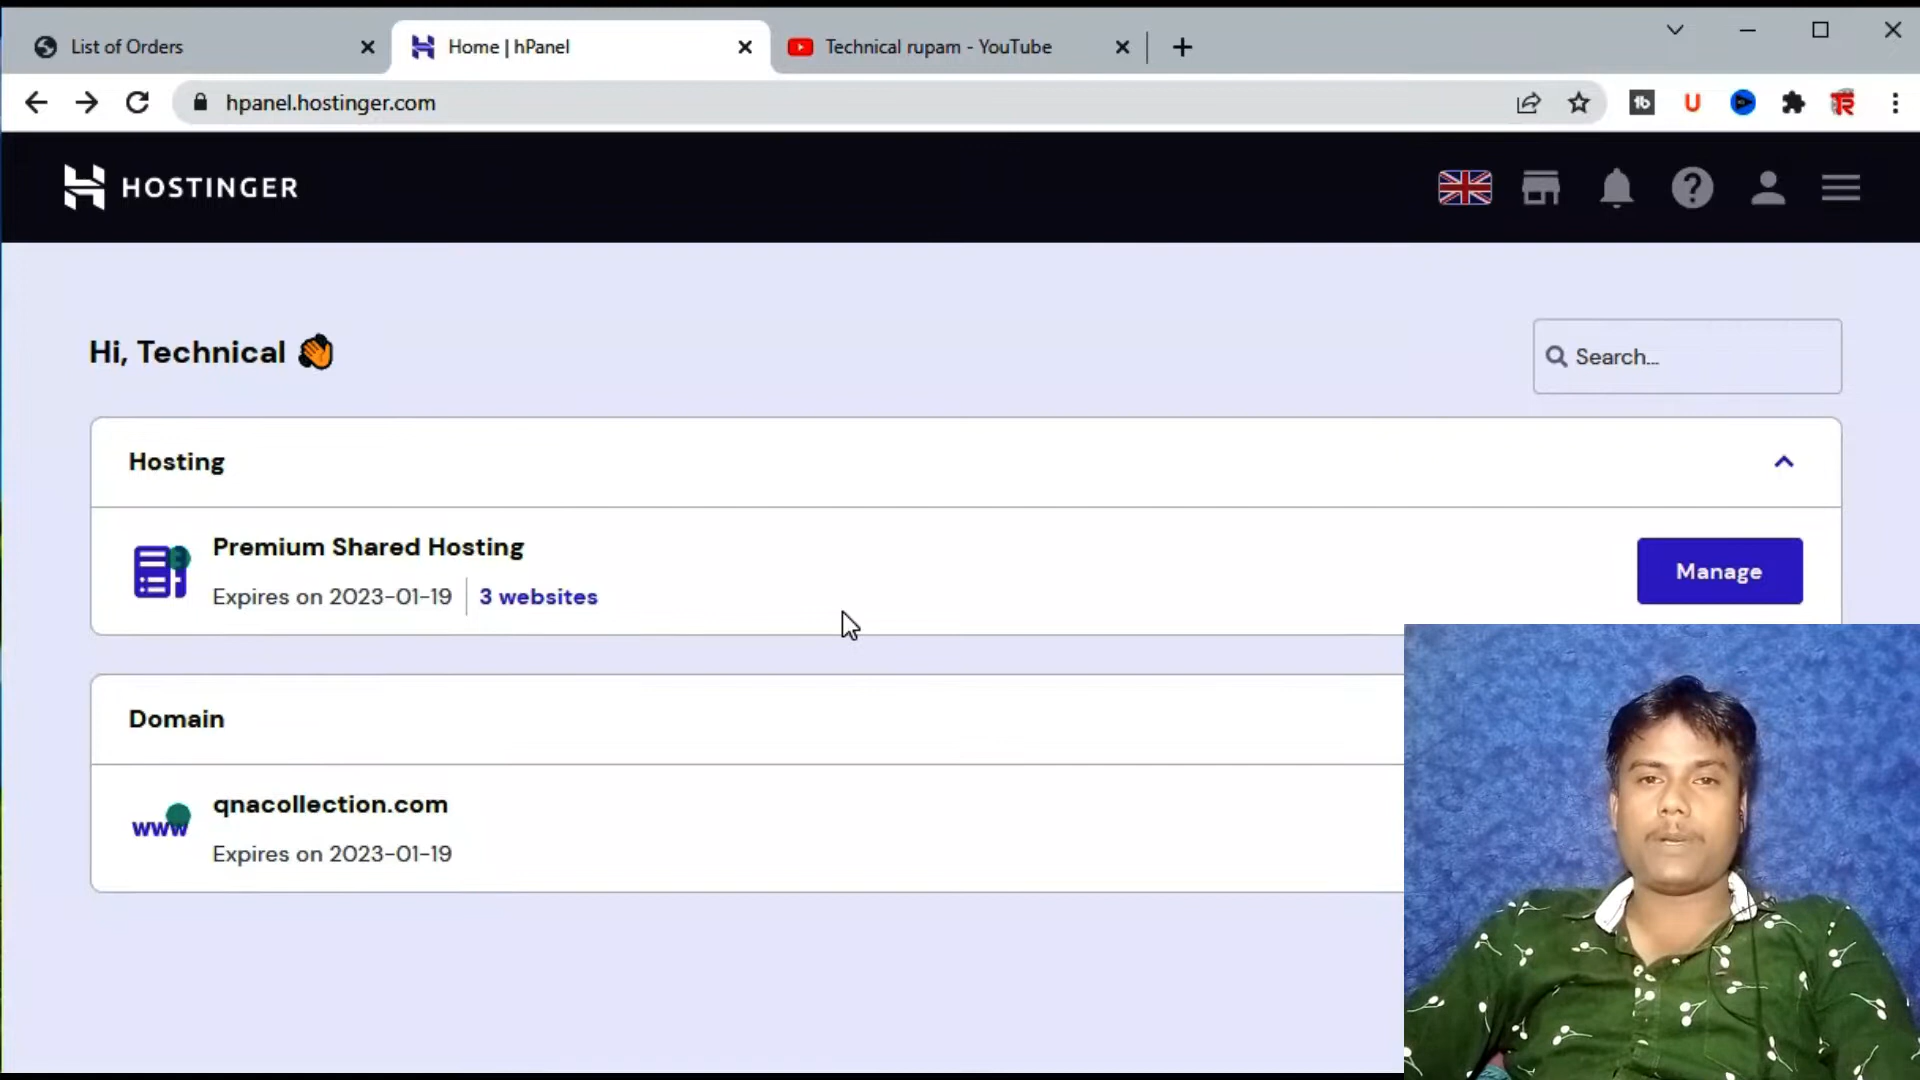 List of Orders
Home | hPanel
Technical rupam - YouTube
hpanel.hostinger.com
HOSTINGER
Hi, Technical
Search...
Hosting
Premium Shared Hosting
Expires on 2023-01-19
3 websites
Manage
Domain
www
qnacollection.com
Expires on 2023-01-19